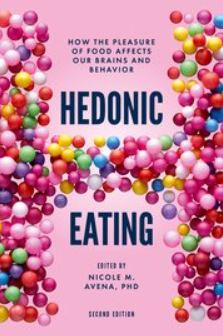 HOW THE PLEASURE
OF FOOD AFFECTS
OUR BRAINS AND
BEHAVIOR
HEDONIC
EATING
EDITED BY
NICOLE M.
AVENA, PHD
SECOND EDITION